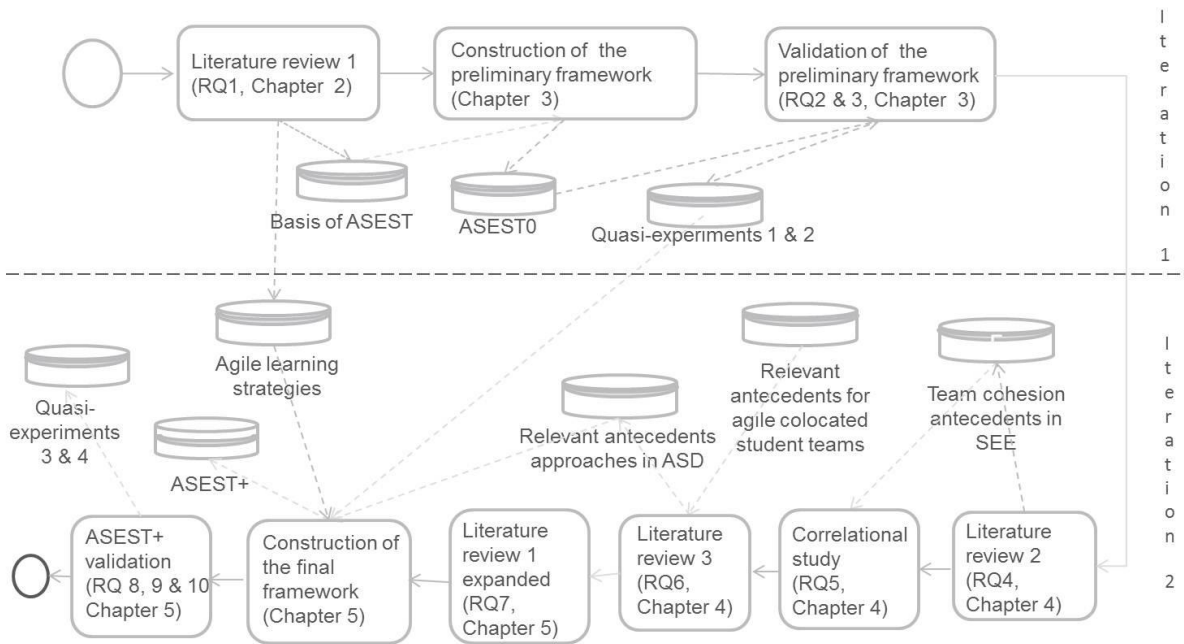 Literature review 1
(RQ1, Chapter 2)
Construction of the
preliminary framework
(Chapter 3)
Validation of the
preliminary framework
(RQ2 & 3, Chapter 3)
Iteration 1
Basis of ASEST
ASEST0
Quasi-experiments 1 & 2
Agile learning
strategies
Quasi-
experiments
3 & 4
ASEST+
Relevant antecedents
approaches in ASD
Relevant
antecedents for
agile colocated
student teams
Team cohesion
antecedents in
SEE
Iteration 2
ASEST+
validation
(RQ 8, 9 & 10
Chapter 5)
Construction of
the final
framework
(Chapter 5)
Literature
review 1
expanded
(RQ7,
Chapter 5)
Literature
review 3
(RQ6,
Chapter 4)
Correlational
study
(RQ5,
Chapter 4)
Literature
review 2
(RQ4,
Chapter 4)